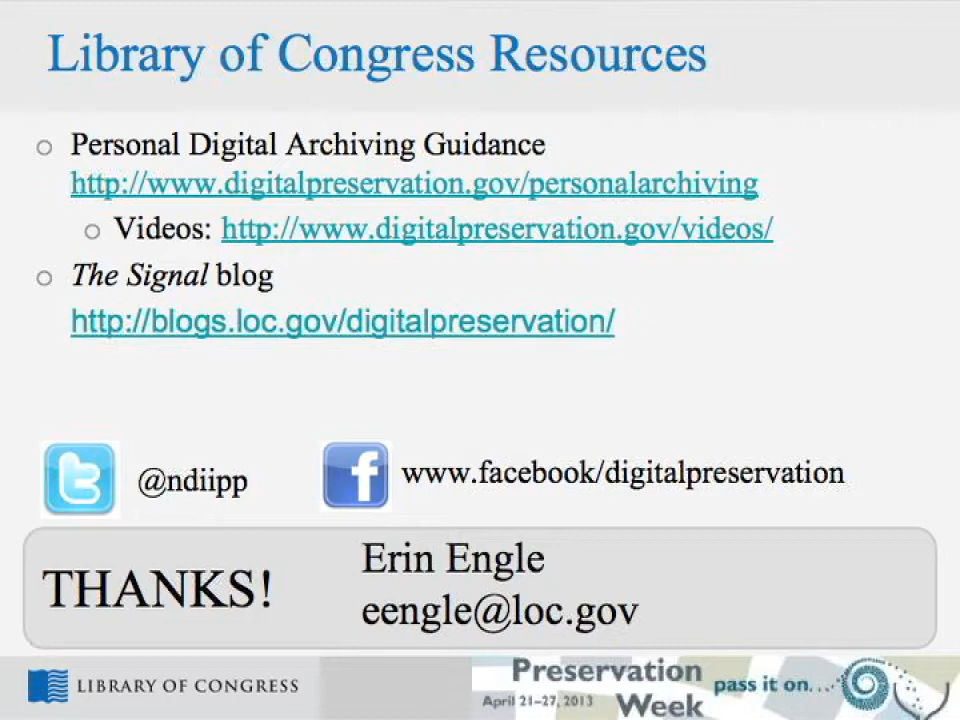 Library of Congress Resources
Personal Digital Archiving Guidance
http://www.digitalpreservation.gov/personalarchiving
Videos: http://www.digitalpreservation.gov/videos/
The Signal blog
http://blogs.loc.gov/digitalpreservation/
@ndiipp
www.facebook/digitalpreservation
THANKS!
Erin Engle
eengle@loc.gov
LIBRARY OF CONGRESS
Preservation
April 21–27, 2013 Week
pass it on...